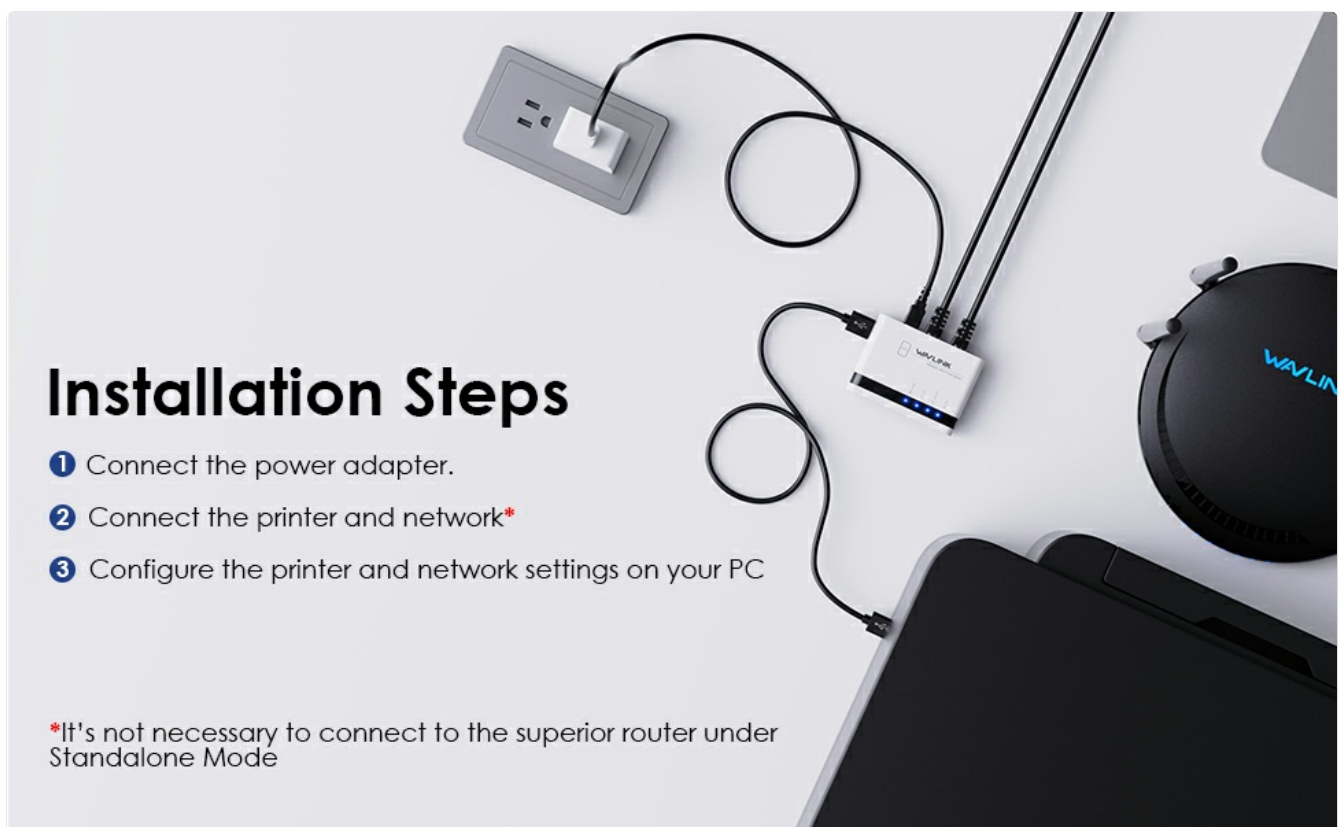 WAVLINK
WAVLIN
Installation Steps
1 Connect the power adapter.
2 Connect the printer and network*
3 Configure the printer and network settings on your PC
*It's not necessary to connect to the superior router under
Standalone Mode